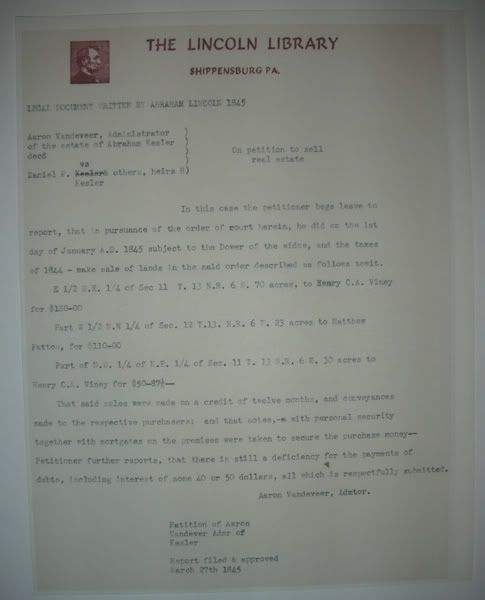 THE LINCOLN LIBRARY
SHIPPENSBURG PA.
LEGAL DOCUMENT WRITTEN BY ABRAHAM LINCOLN 1845
Aaron Vandeveer, Administrator )
of the estate of Abraham Kesler )
decd )
vs )
Daniel P. Kesler& others, heirs H)
Kesler
On petition to sell
real estate
In this case the petitioner begs leave to
report, that in pursuance of the order of court herein, he did on the 1st
day of January A.D. 1845 subject to the Dower of the widow, and the taxes
of 1844 - make sale of lands in the said order described as follows towit.
E 1/2 N.E. 1/4 of Sec 11 T. 13 N.R. 6 W. 70 acres, to Henry C.A. Viney
for
Part W 1/2 N.W 1/4 of Sec. 12 T.13. N.R. 6 23 acres to Matthew
Patton, for $110-00
Part of N.W. 1/4 of N.E. 1/4 of Sec. 11 T. 13 N.R. 6 W. 30 acres to
Henry C.A. Viney for $50-87½--
That said sales were made on a credit of twelve months, and conveyances
made to the respective purchasers: and that notes, with personal security
together with mortgates on the premises were taken to secure the purchase money--
Petitioner further reports, that there is still a deficiency for the payments of
debts, including interest of some 40 or 50 dollars, all which is respectfully submitted.
Aaron Vandeveer, Admtor.
Petition of Aaron
Vandever Admr of
Kesler
Report filed & approved
March 27th 1845